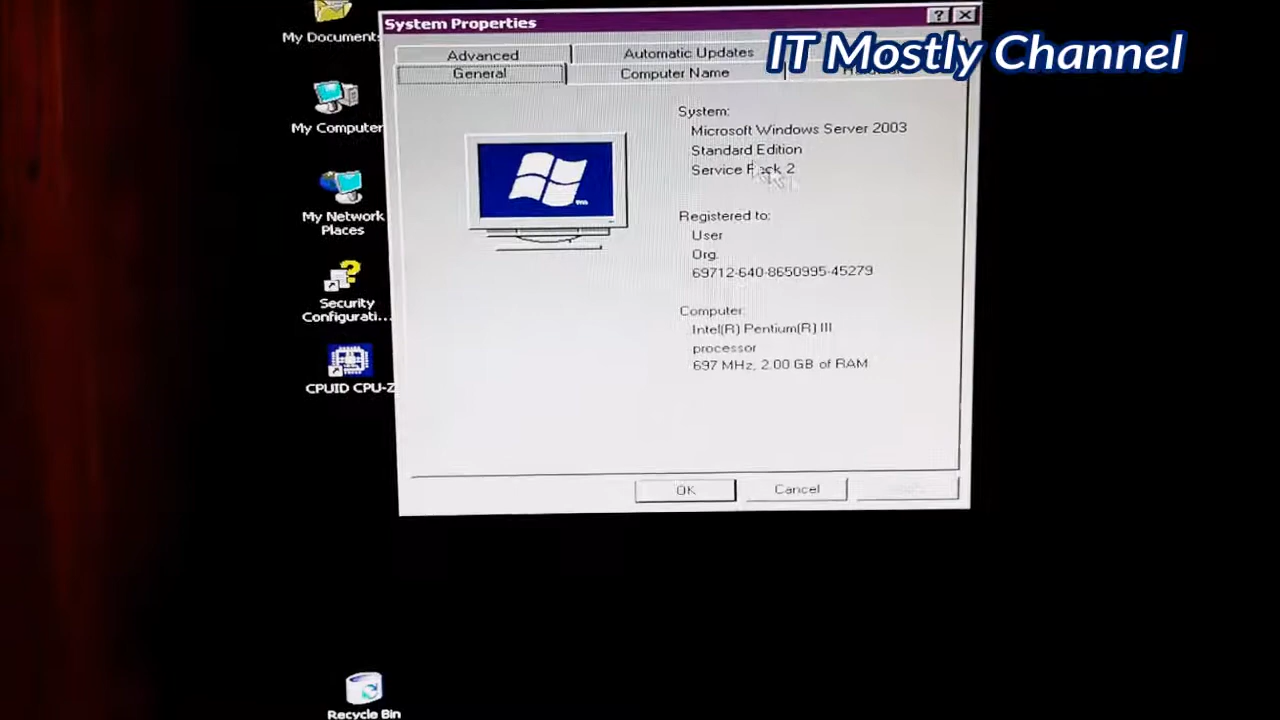 System Properties
IT Mostly Channel
Advanced
Automatic Updates
General
Computer Name
My Document
My Computer
My Network
Places
Security
Configurati...
CPUID CPU-Z
System:
Microsoft Windows Server 2003
Standard Edition
Service Pack 2
Registered to:
User
Org.
69712-640-8650995-45279
Computer:
Intel(R) Pentium(R) III
processor
697 MHz, 2.00 GB of RAM
OK
Cancel
Recycle Bin